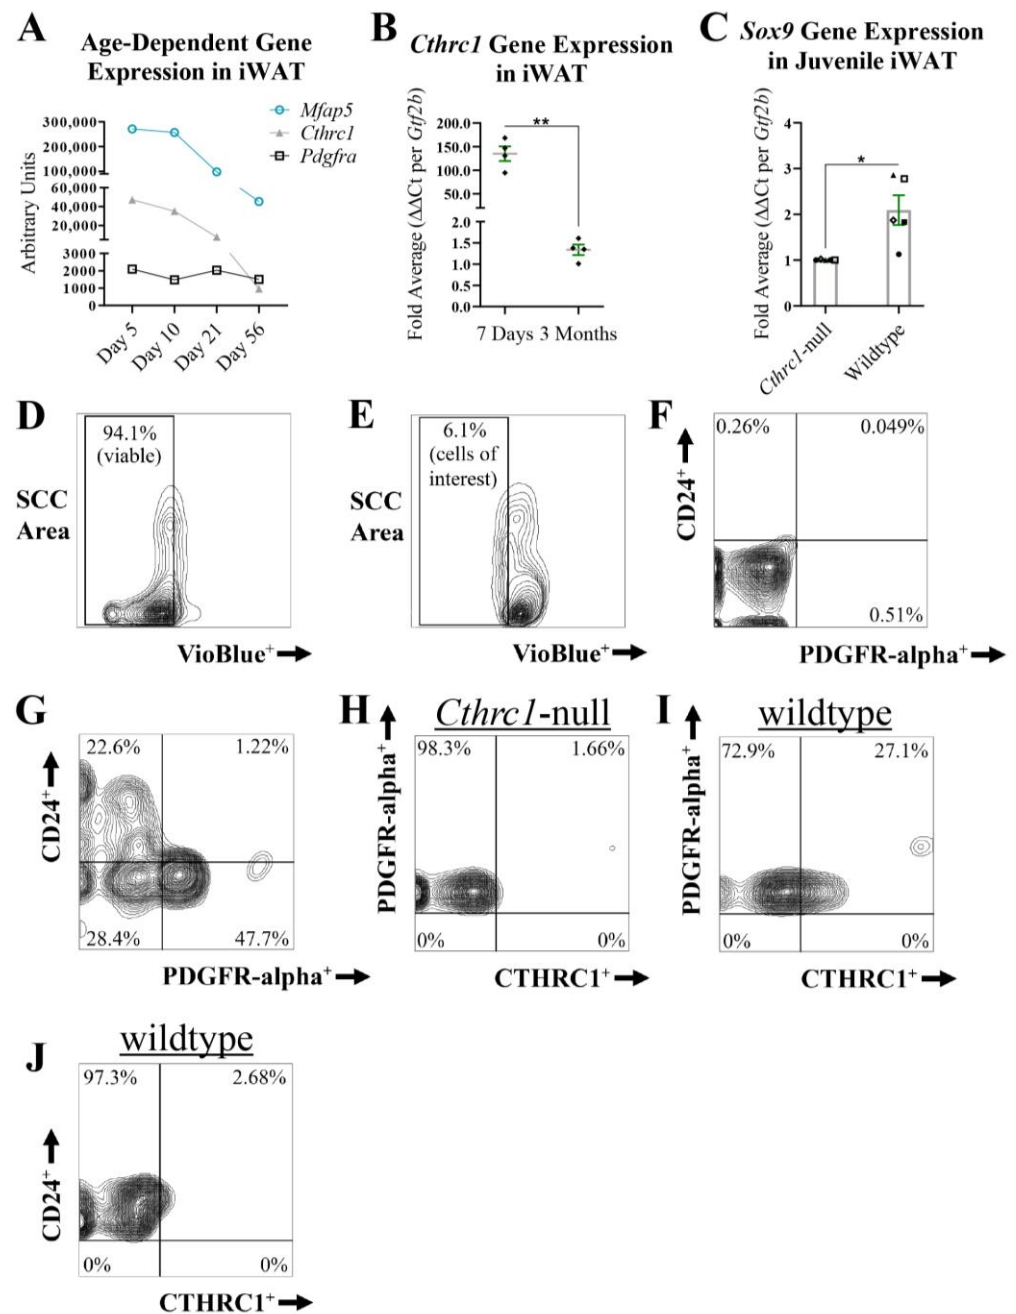 A
Age-Dependent Gene
Expression in iWAT
Mfap5
Cthrc1
Pdgfra
Arbitrary Units
300,000
200,000
100,000
60,000
40,000
20,000
3000
2000
1000
0
Day 5
Day 10
Day 21
Day 56
B
Cthrc1 Gene Expression
in iWAT
Fold Average (ΔΔCt per Gtf2b)
200.0
150.0
100.0
50.0
2.0
1.5
1.0
0.5
0.0
**
7 Days 3 Months
C
Sox9 Gene Expression
in Juvenile iWAT
Fold Average (ΔΔCt per Gtf2b)
4
3
2
1
0
*
Cthrc1-null
Wildtype
D
94.1%
(viable)
SCC
Area
VioBlue+
E
6.1%
(cells of
interest)
SCC
Area
VioBlue+
F
0.26%
0.049%
0.51%
CD24+
PDGFR-alpha+
G
22.6%
1.22%
28.4%
47.7%
CD24+
PDGFR-alpha+
H
Cthrc1-null
98.3%
1.66%
0%
0%
PDGFR-alpha+
CTHRC1+
I
wildtype
72.9%
27.1%
0%
0%
PDGFR-alpha+
CTHRC1+
J
wildtype
97.3%
2.68%
0%
0%
CD24+
CTHRC1+